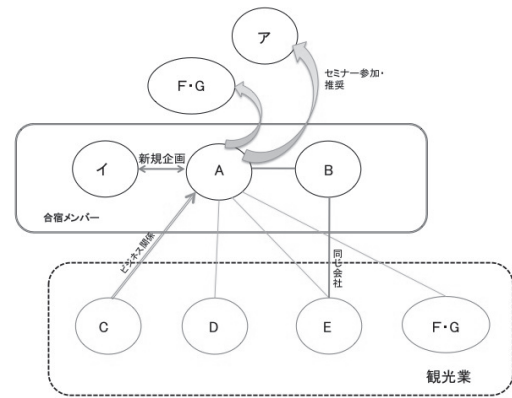 ア
セミナー参加・
推奨
F・G
イ
新規企画
A
B
合宿メンバー
ビジネス関係
同じ会社
C
D
E
F・G
観光業